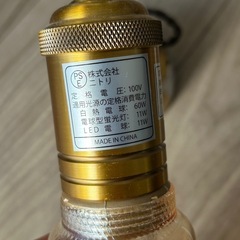 PS
E
株式会社
ニトリ
定格電圧: 100V
適用光源の定格消費電力
白熱電球: 60W
電球型蛍光灯: 11W
LED電球: 11W
MADE IN CHINA